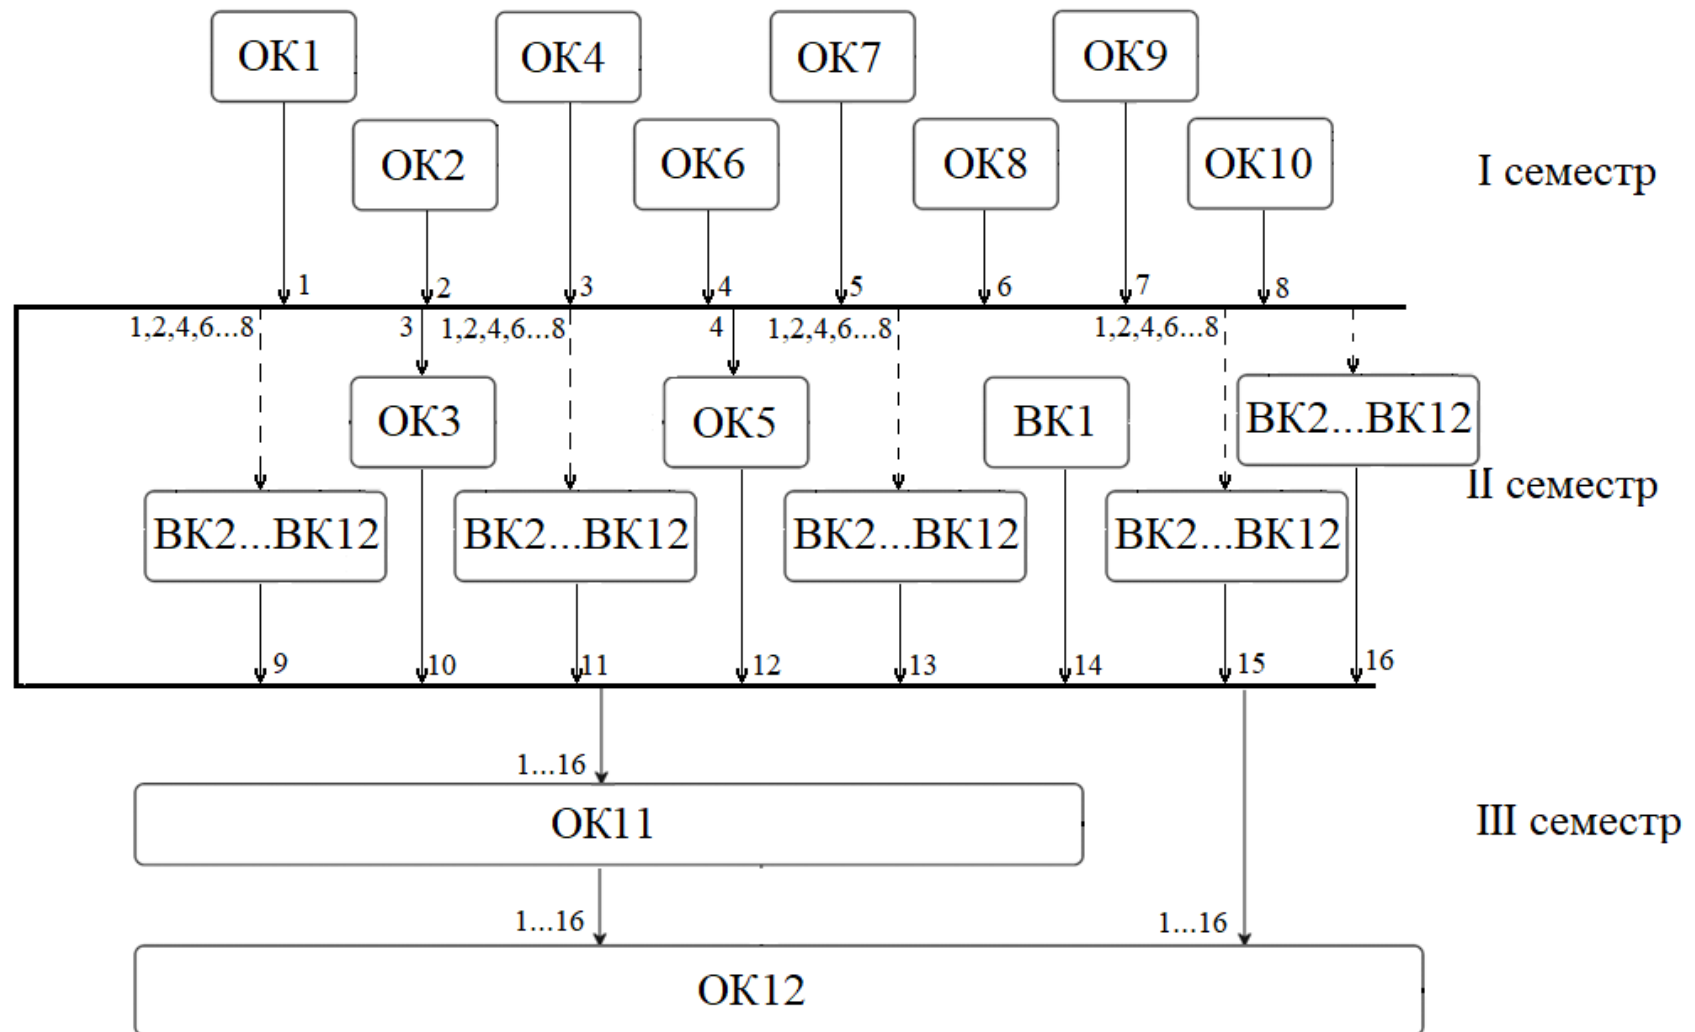 ОК1 ОК4 ОК7 ОК9
ОК2 ОК6 ОК8 ОК10
I семестр
1 2 3 4 5 6 7 8
1,2,4,6...8 3 1,2,4,6...8 4 1,2,4,6...8 1,2,4,6...8
ОК3 ОК5 ВК1 ВК2...ВК12
II семестр
ВК2...ВК12 ВК2...ВК12 ВК2...ВК12 ВК2...ВК12
9 10 11 12 13 14 15 16
1...16
ОК11
III семестр
1...16 1...16
ОК12